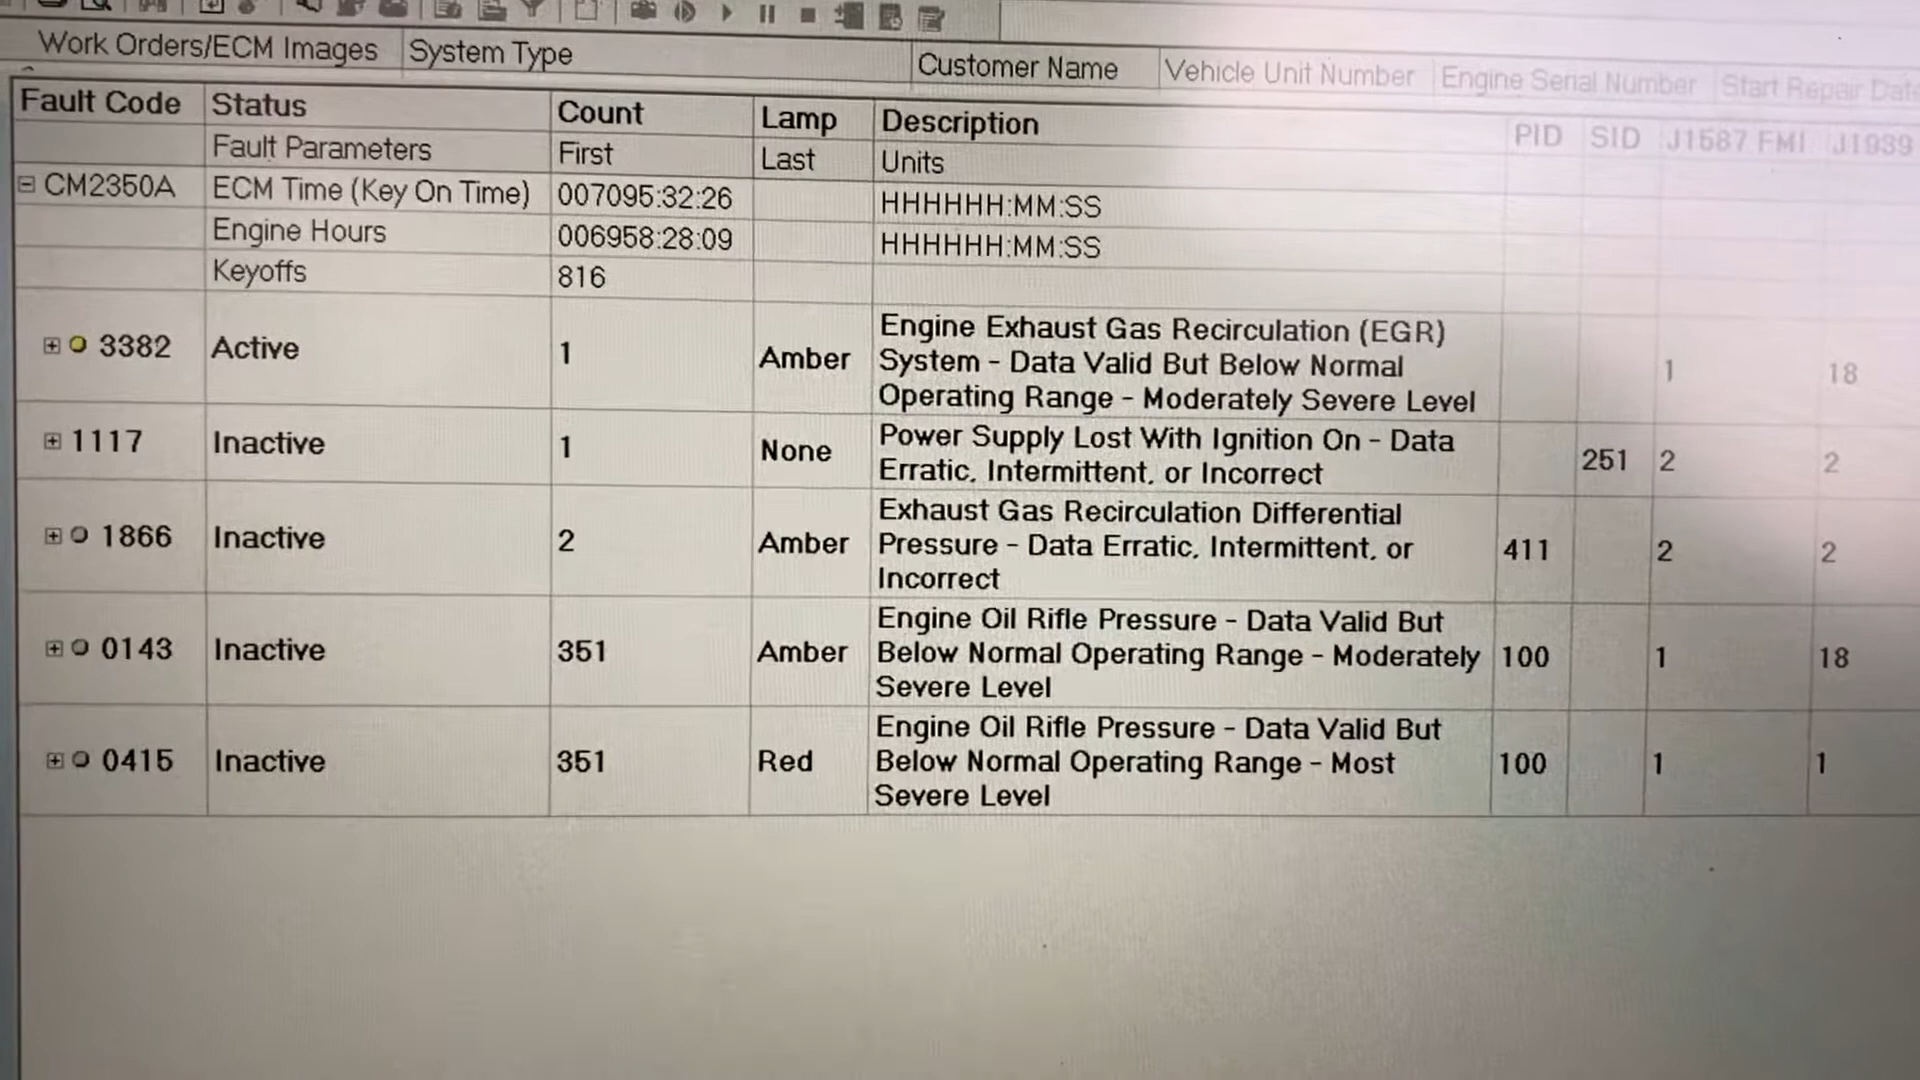 Work Orders/ECM Images System Type Customer Name Vehicle Unit Number Engine Serial Number Start Repair
Fault Code Status Count Lamp Description PID SID J1587 FMI J1939
Fault Parameters First Last Units
CM2350A ECM Time (Key On Time) 007095:32:26 HHHHHH:MM:SS
Engine Hours 006958:28:09 HHHHHH:MM:SS
Keyoffs 816
Engine Exhaust Gas Recirculation (EGR)
3382 Active 1 Amber System - Data Valid But Below Normal 1 18
Operating Range - Moderately Severe Level
Power Supply Lost With Ignition On - Data
1117 Inactive 1 None Erratic, Intermittent, or Incorrect 251 2 2
Exhaust Gas Recirculation Differential
1866 Inactive 2 Amber Pressure - Data Erratic, Intermittent, or 411 2 2
Incorrect
Engine Oil Rifle Pressure - Data Valid But
0143 Inactive 351 Amber Below Normal Operating Range - Moderately 100 1 18
Severe Level
Engine Oil Rifle Pressure - Data Valid But
0415 Inactive 351 Red Below Normal Operating Range - Most 100 1 1
Severe Level